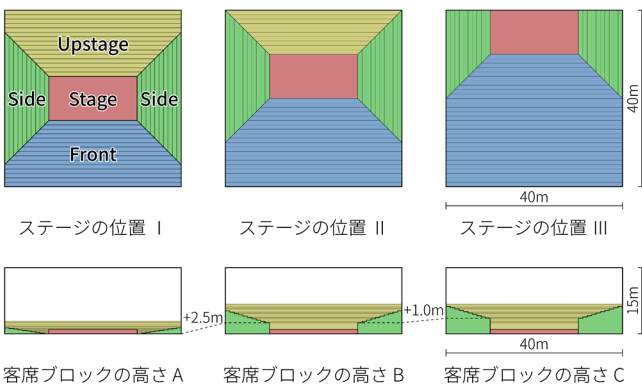 Upstage
Side
Stage
Side
Front
40m
40m
ステージの位置 I
ステージの位置 II
ステージの位置 III
+2.5m
+1.0m
15m
40m
客席ブロックの高さ A
客席ブロックの高さ B
客席ブロックの高さ C